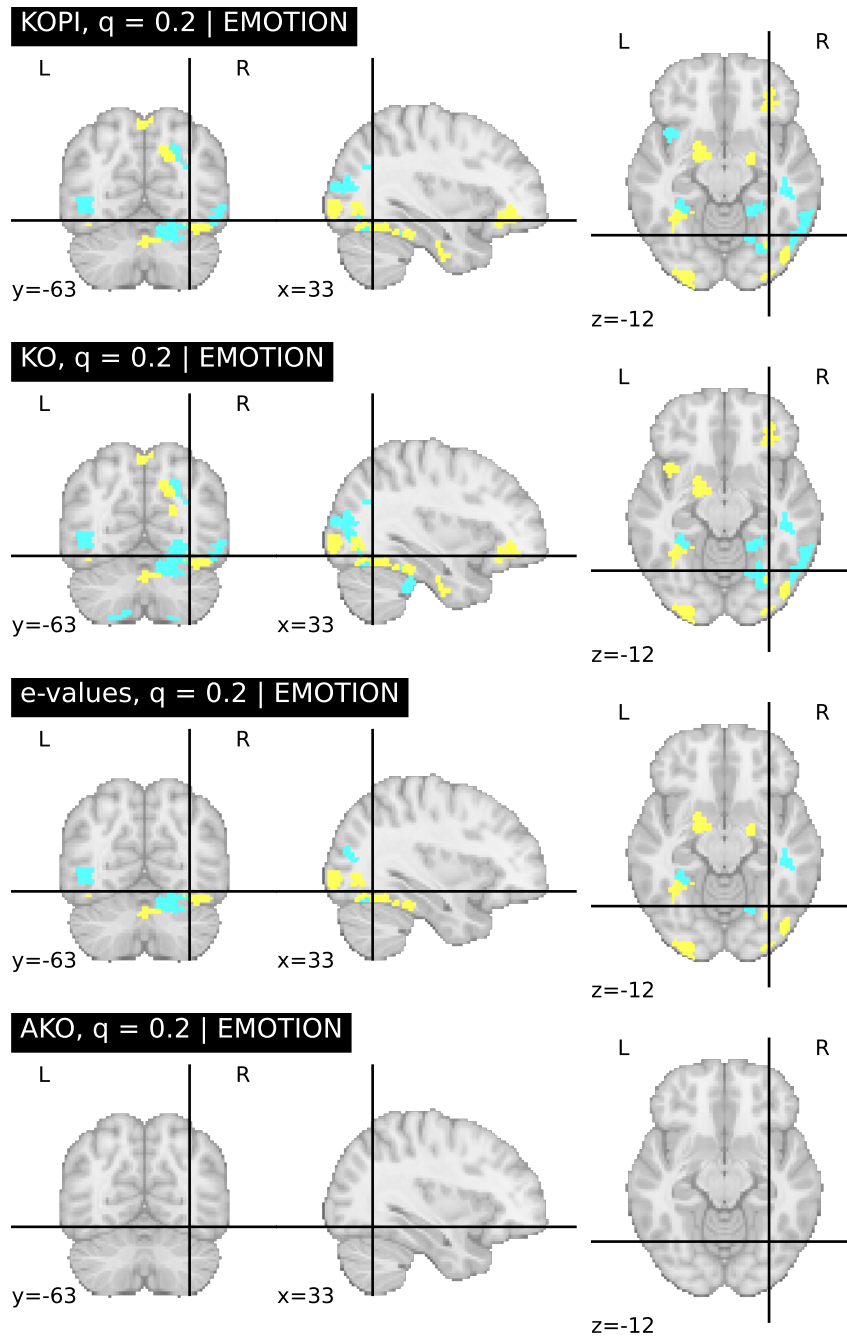 KOPI, q = 0.2 | EMOTION
L R L R
y=-63 x=33 z=-12
KO, q = 0.2 | EMOTION
L R L R
y=-63 x=33 z=-12
e-values, q = 0.2 | EMOTION
L R L R
y=-63 x=33 z=-12
AKO, q = 0.2 | EMOTION
L R L R
y=-63 x=33 z=-12